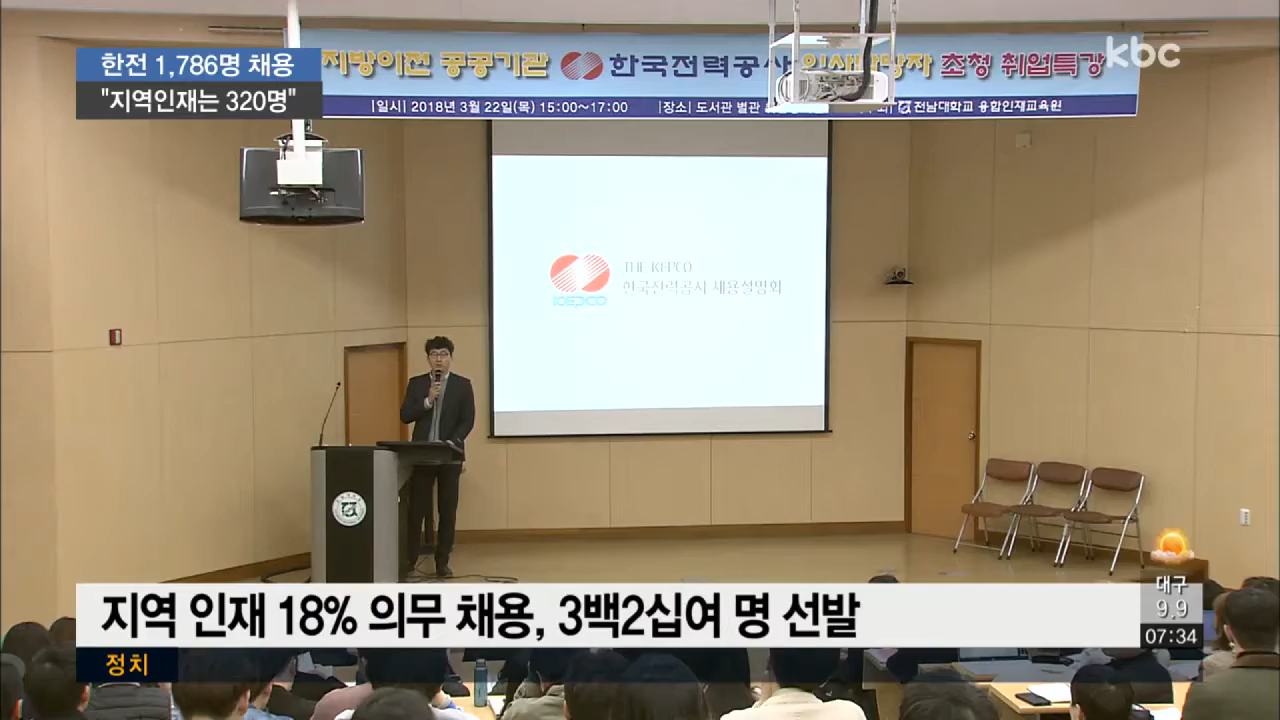 한전 1,786명 채용
"지역인재는 320명"
kbc
지방이전 공공기관 한국전력공사 인사담당자 초청 취업특강
|일시| 2018년 3월 22일(목) 15:00~17:00 |장소| 도서관 별관 전남대학교 융합인재교육원
THE KEPCO
한국전력공사 채용설명회
KEPCO
지역 인재 18% 의무 채용, 3백2십여 명 선발
정치
대구
9.9
07:34